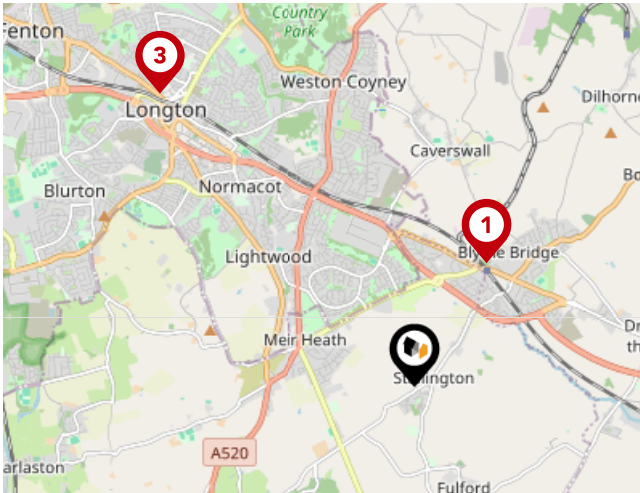 Country
Park
Fenton
3
Weston Coyney
Longton
Dilhorne
Caverswall
Blurton
Normacot
1
Blythe Bridge
Lightwood
Meir Heath
Stallington
A520
Fulford